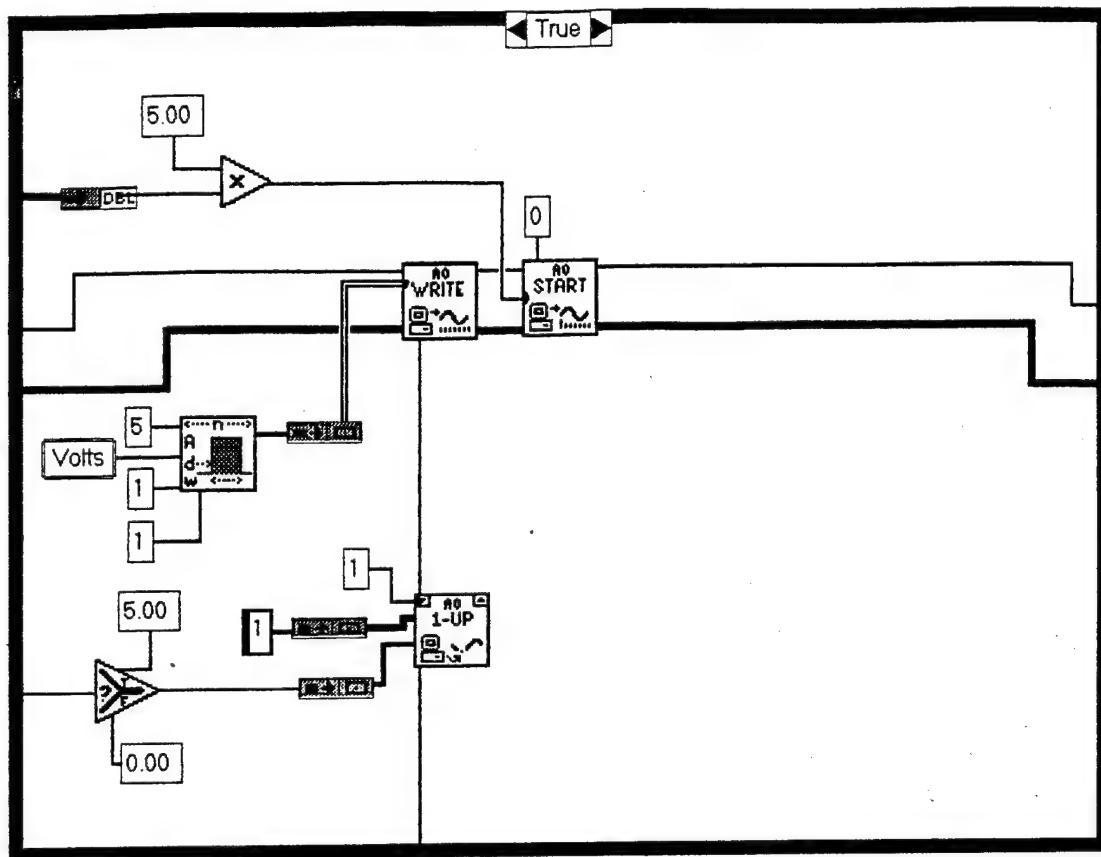 True
5.00
×
DBL
0
AO
WRITE
AO
START
5
<----n---->
A
d-->
w
<---->
Volts
1
1
1
AO
1-UP
1
5.00
?
T
F
0.00